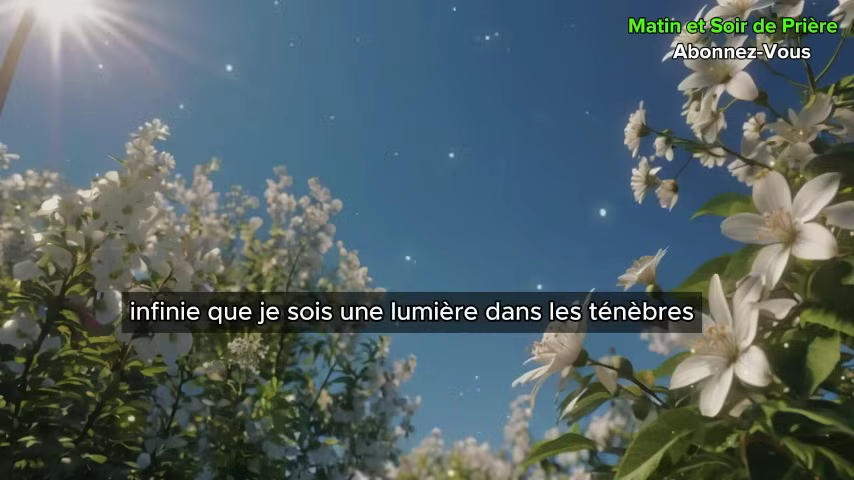 Matin et Soir de Prière
Abonnez-Vous
infinie que je sois une lumière dans les ténèbres